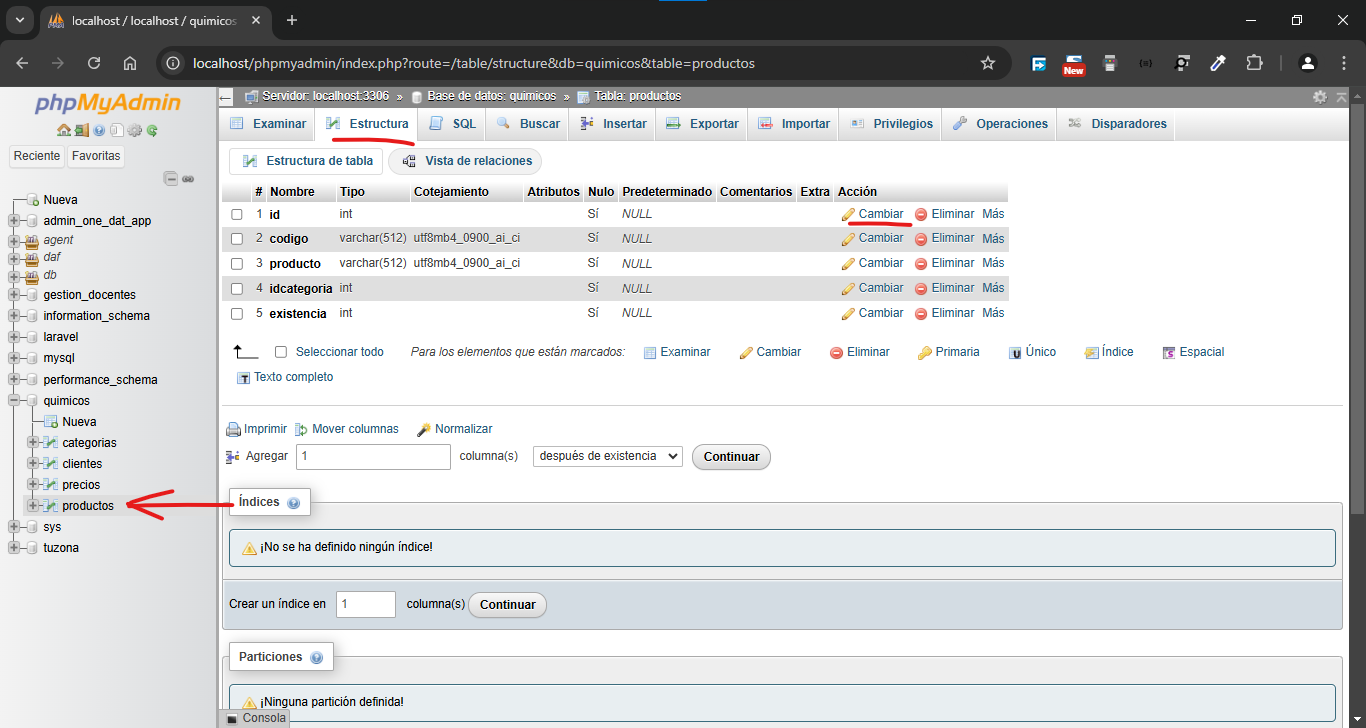 localhost / localhost / quimicos
localhost/phpmyadmin/index.php?route=/table/structure&db=quimicos&table=productos
New
phpMyAdmin
Reciente Favoritas
Nueva
admin_one_dat_app
agent
daf
db
gestion_docentes
information_schema
laravel
mysql
performance_schema
quimicos
Nueva
categorias
clientes
precios
productos
sys
tuzona
Servidor: localhost:3306 » Base de datos: quimicos » Tabla: productos
Examinar Estructura SQL Buscar Insertar Exportar Importar Privilegios Operaciones Disparadores
Estructura de tabla Vista de relaciones
# Nombre Tipo Cotejamiento Atributos Nulo Predeterminado Comentarios Extra Acción
1 id int Sí NULL Cambiar Eliminar Más
2 codigo varchar(512) utf8mb4_0900_ai_ci Sí NULL Cambiar Eliminar Más
3 producto varchar(512) utf8mb4_0900_ai_ci Sí NULL Cambiar Eliminar Más
4 idcategoria int Sí NULL Cambiar Eliminar Más
5 existencia int Sí NULL Cambiar Eliminar Más
Seleccionar todo Para los elementos que están marcados: Examinar Cambiar Eliminar Primaria Único Índice Espacial
Texto completo
Imprimir Mover columnas Normalizar
Agregar 1 columna(s) después de existencia Continuar
Índices
¡No se ha definido ningún índice!
Crear un índice en 1 columna(s) Continuar
Particiones
¡Ninguna partición definida!
Consola